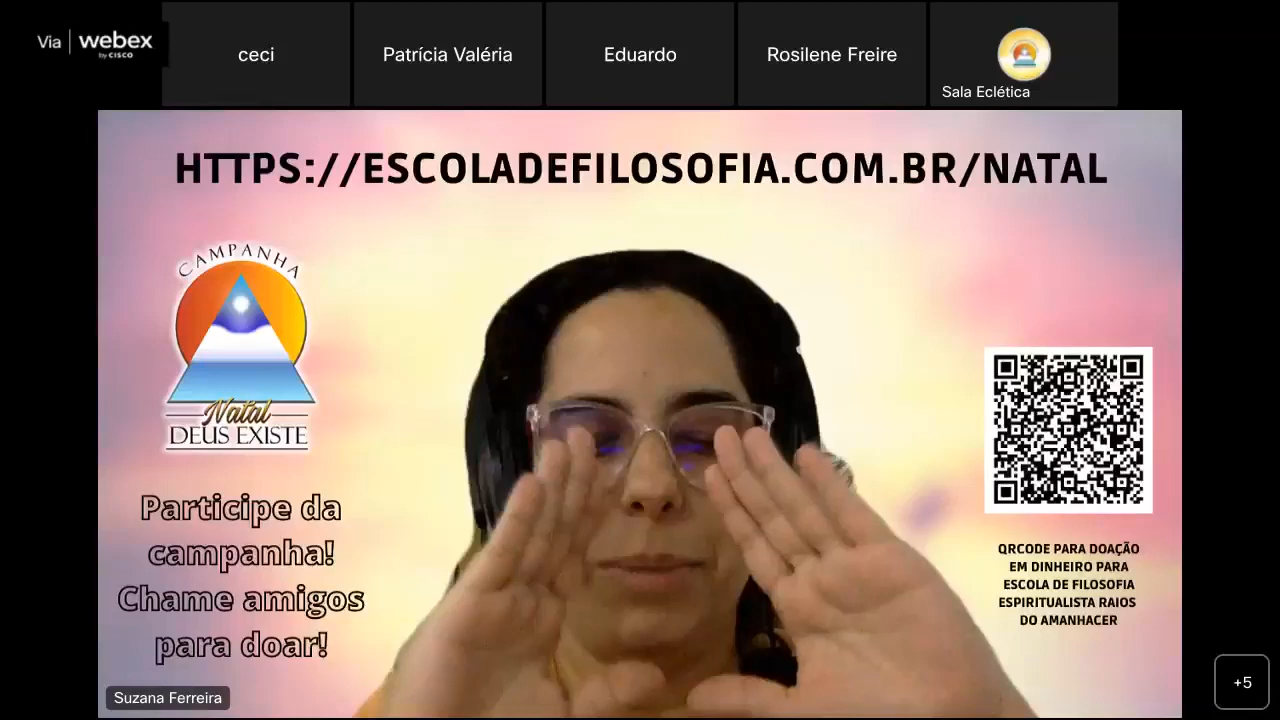 Via webex
by CISCO
ceci
Patrícia Valéria
Eduardo
Rosilene Freire
Sala Eclética
HTTPS://ESCOLADEFILOSOFIA.COM.BR/NATAL
CAMPANHA
Natal
DEUS EXISTE
Participe da
campanha!
Chame amigos
para doar!
QRCODE PARA DOAÇÃO
EM DINHEIRO PARA
ESCOLA DE FILOSOFIA
ESPIRITUALISTA RAIOS
DO AMANHACER
Suzana Ferreira
+5